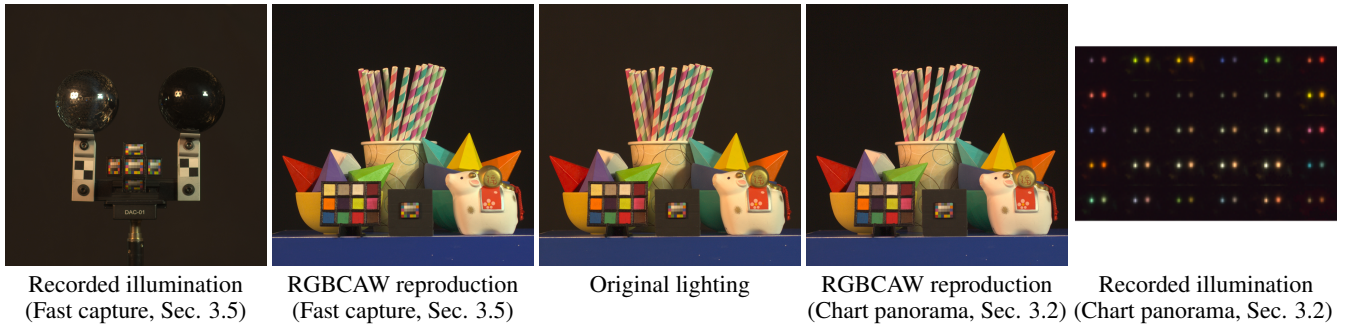 DAC-01
Recorded illumination
(Fast capture, Sec. 3.5)
RGBCAW reproduction
(Fast capture, Sec. 3.5)
Original lighting
RGBCAW reproduction
(Chart panorama, Sec. 3.2)
Recorded illumination
(Chart panorama, Sec. 3.2)